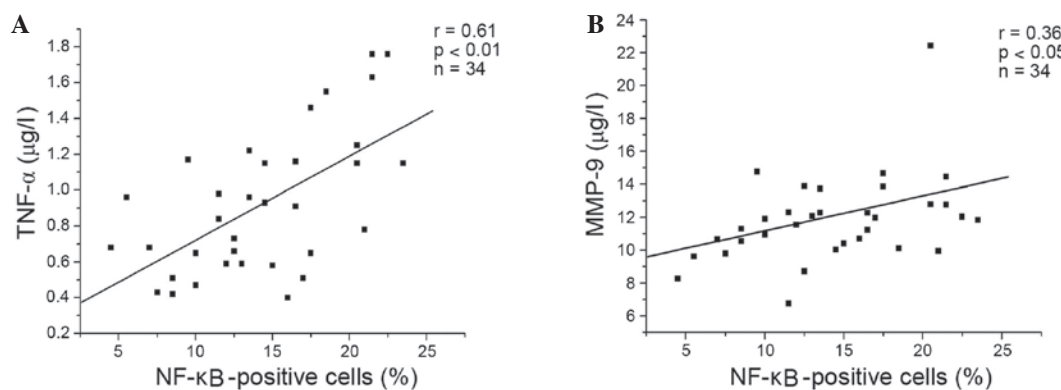 A
r = 0.61
p < 0.01
n = 34
TNF-α (μg/l)
1.8
1.6
1.4
1.2
1.0
0.8
0.6
0.4
0.2
5 10 15 20 25
NF-κB-positive cells (%)
B
r = 0.36
p < 0.05
n = 34
MMP-9 (μg/l)
24
22
20
18
16
14
12
10
8
6
5 10 15 20 25
NF-κB-positive cells (%)